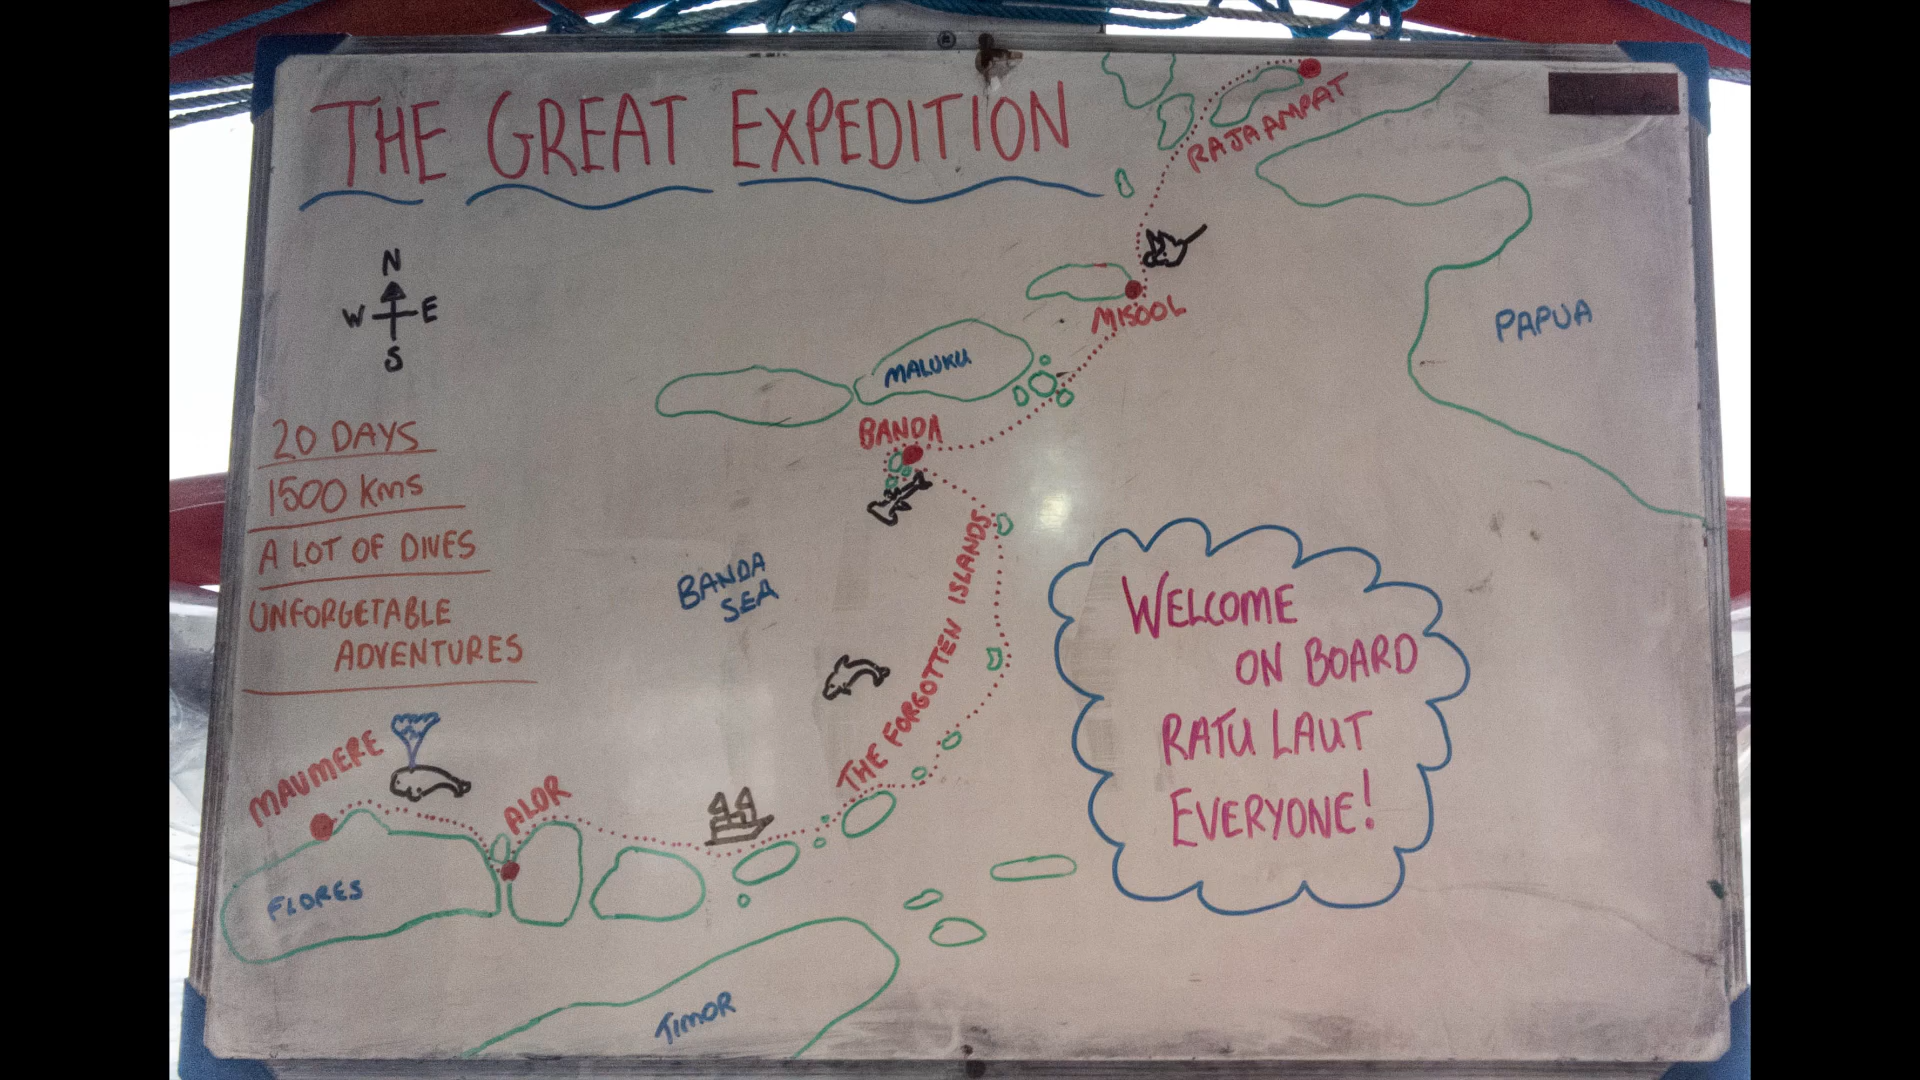 THE GREAT EXPEDITION
RAJA AMPAT
N
W E
S
MISOOL
PAPUA
MALUKU
BANDA
20 DAYS
1500 Kms
A LOT OF DIVES
UNFORGETABLE
ADVENTURES
BANDA
SEA
THE FORGOTTEN ISLANDS
WELCOME
ON BOARD
RATU LAUT
EVERYONE!
MAUMERE
ALOR
FLORES
TIMOR